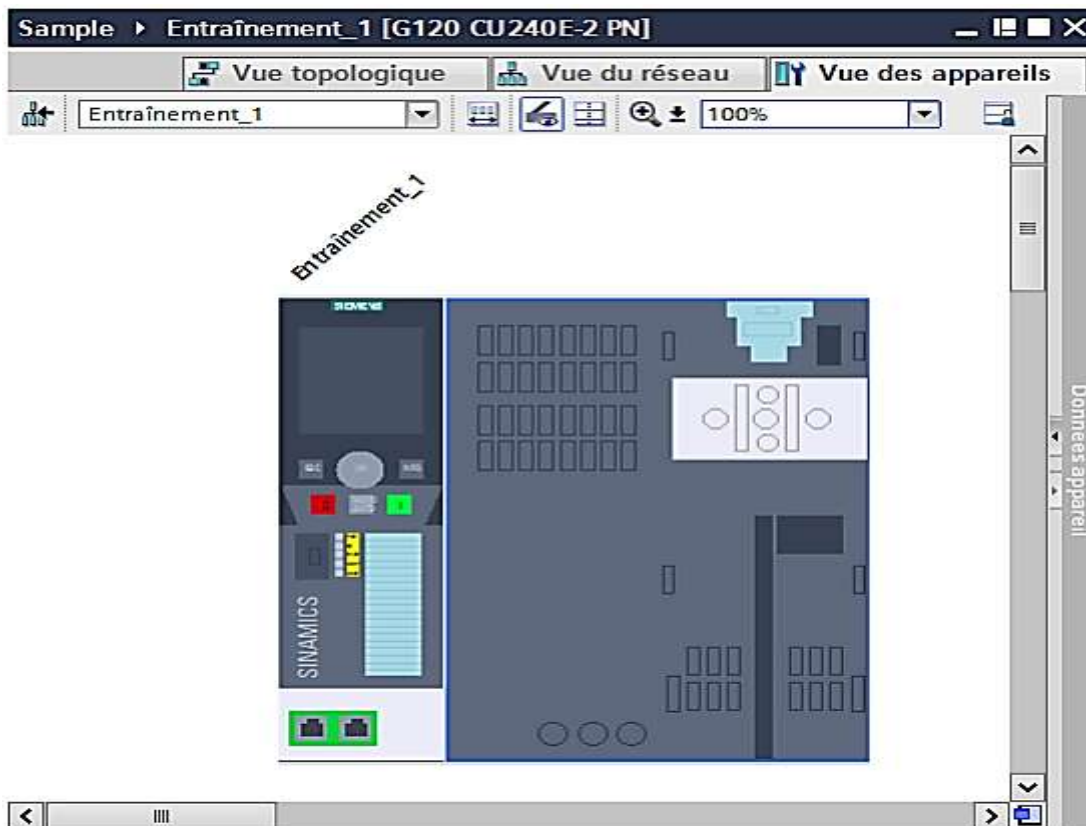 Sample ▸ Entraînement_1 [G120 CU240E-2 PN]
Vue topologique
Vue du réseau
Vue des appareils
Entraînement_1
100%
Entraînement_1
SIEMENS
SINAMICS
Données appareil